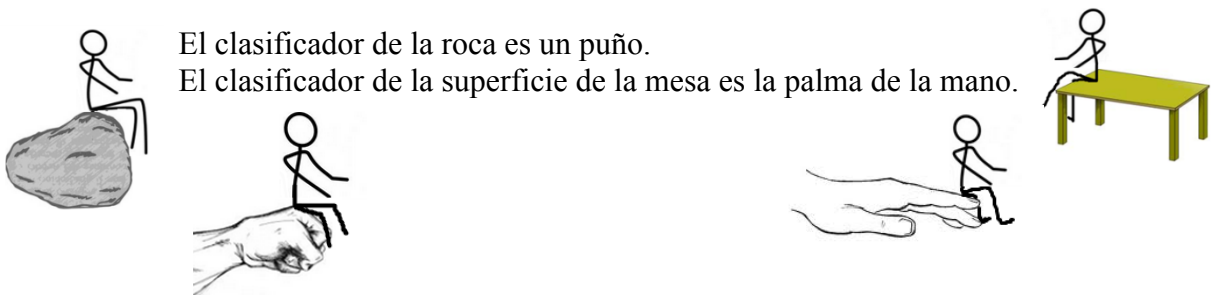 El clasificador de la roca es un puño.
El clasificador de la superficie de la mesa es la palma de la mano.